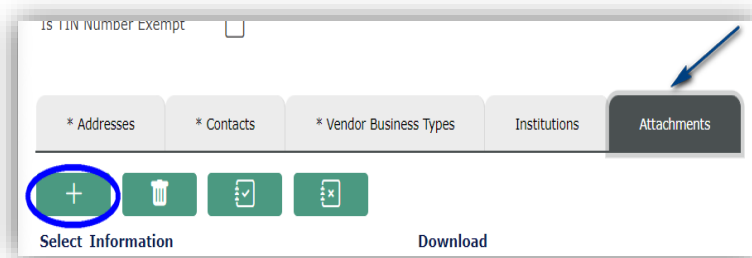 Is TIN Number Exempt
* Addresses * Contacts * Vendor Business Types Institutions Attachments
Select Information Download